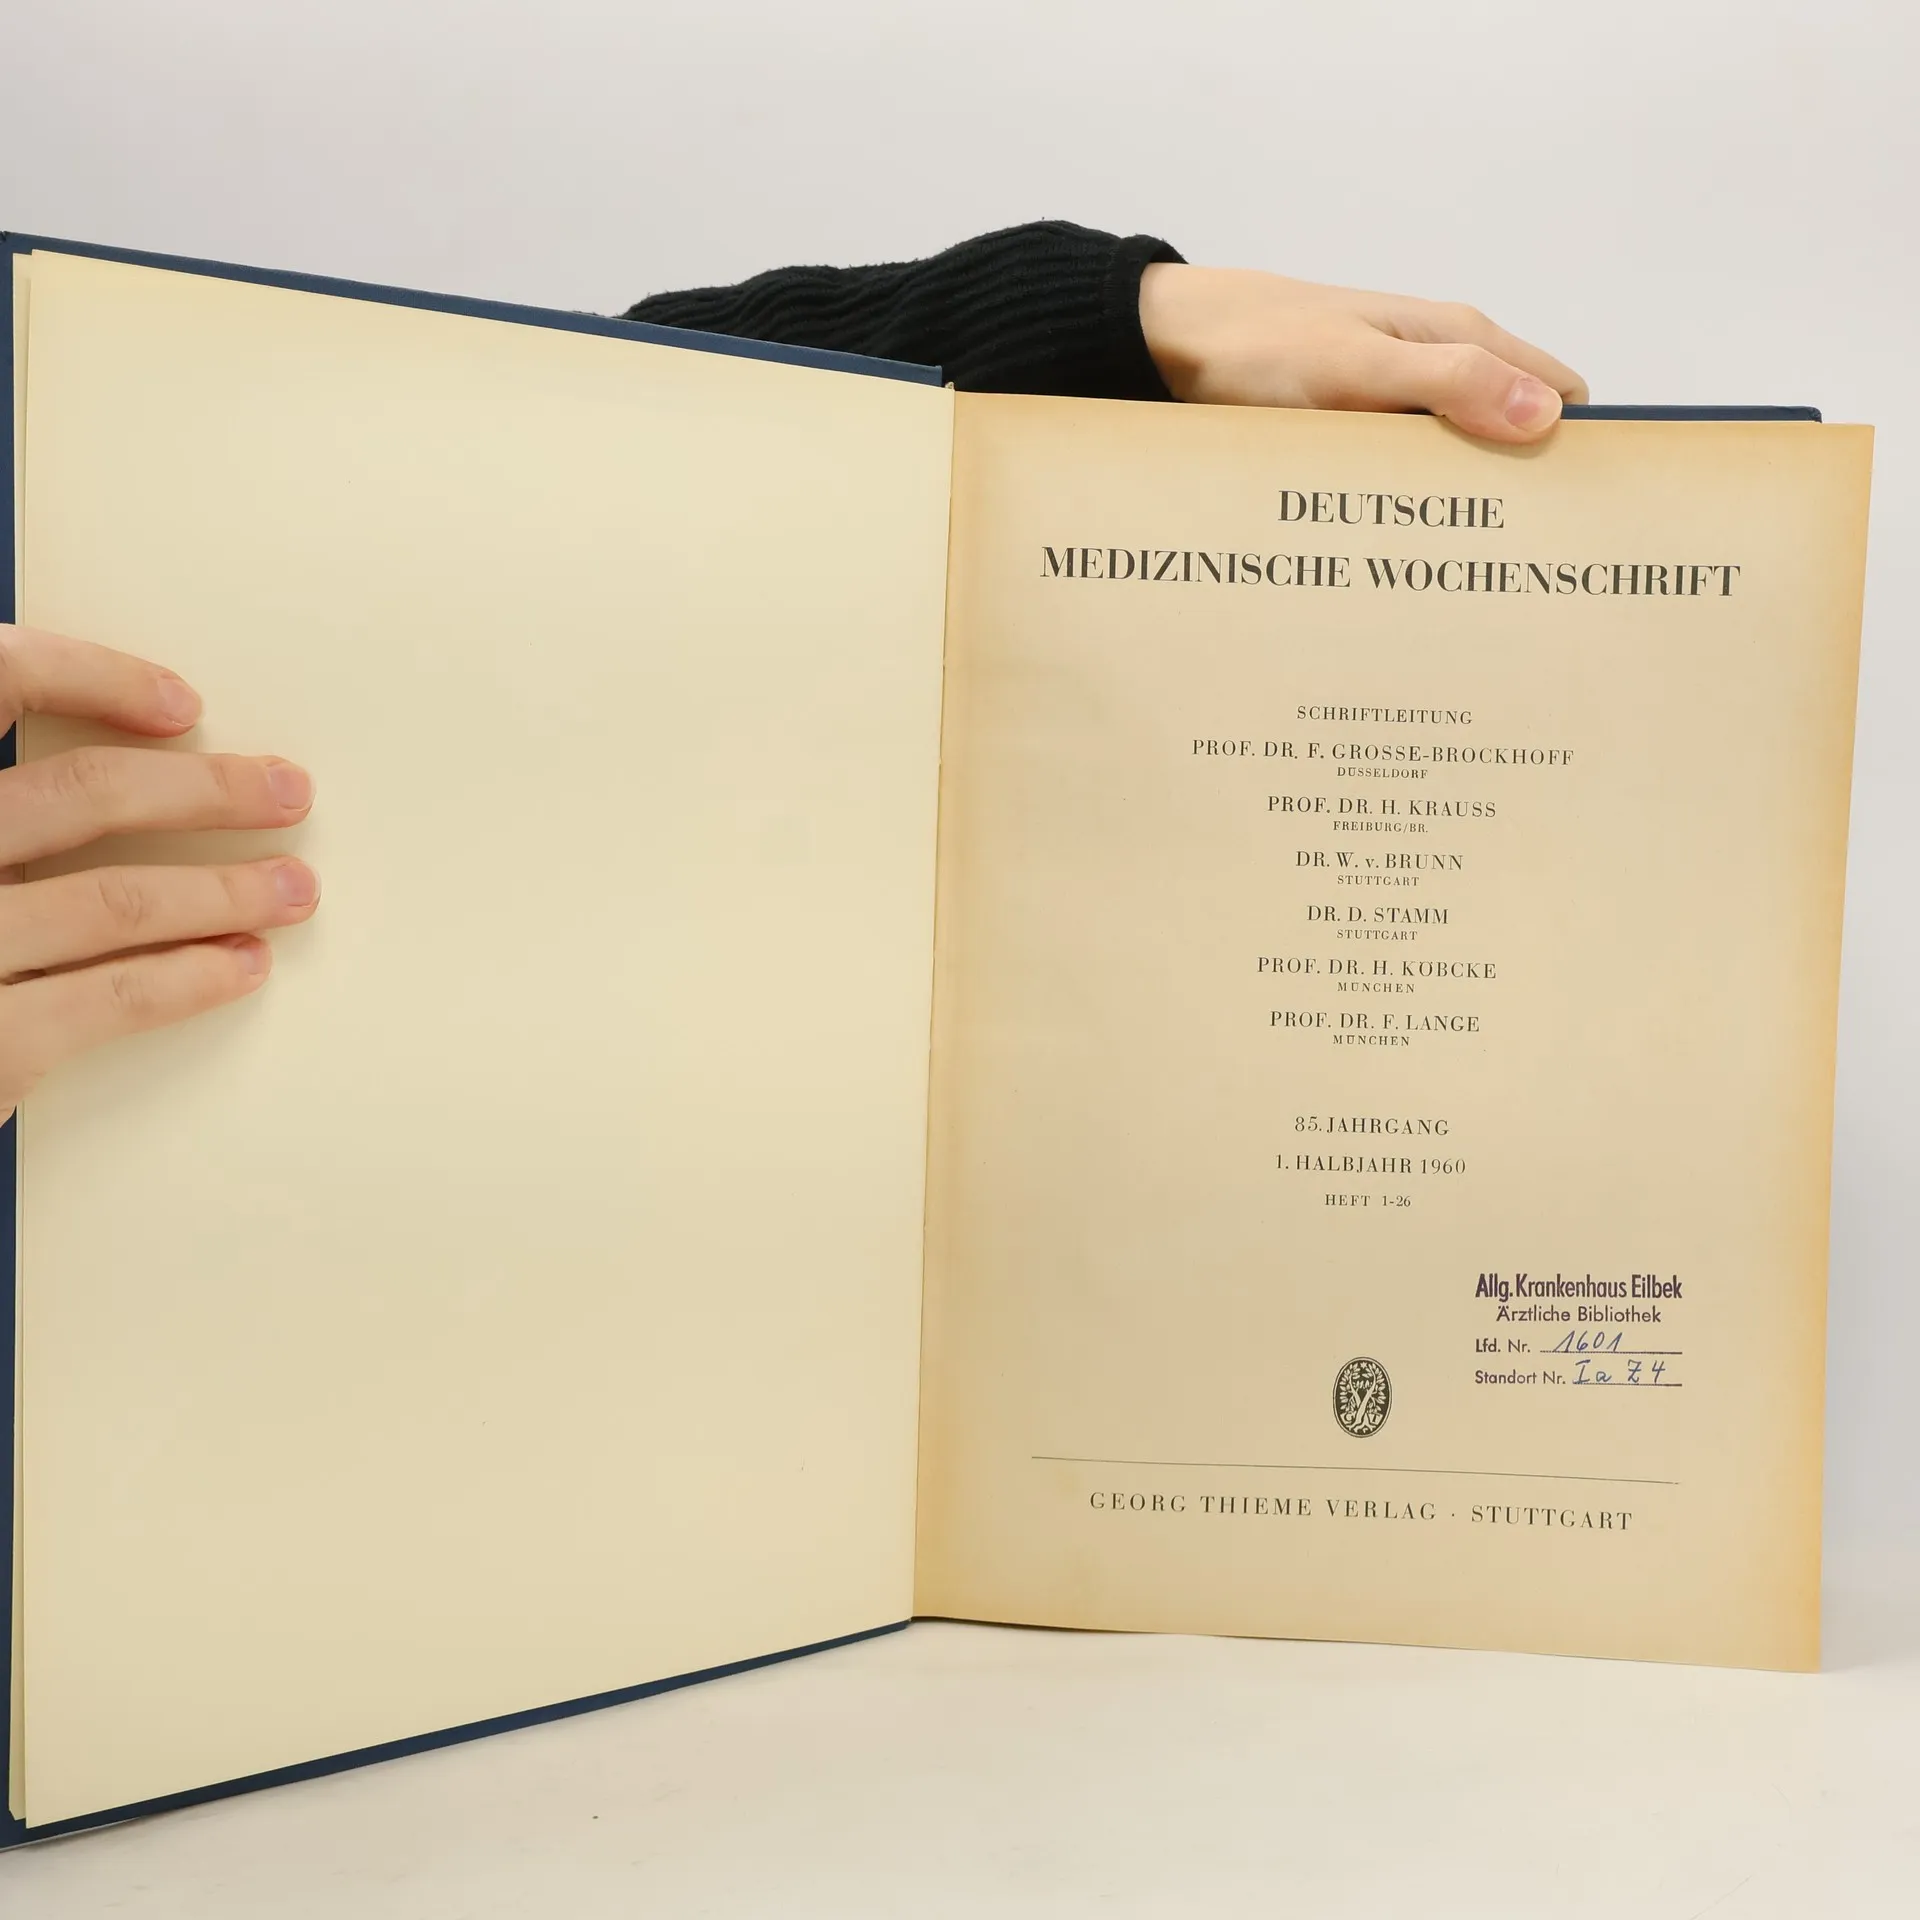 DEUTSCHE
MEDIZINISCHE WOCHENSCHRIFT
SCHRIFTLEITUNG
PROF. DR. F. GROSSE-BROCKHOFF
DÜSSELDORF
PROF. DR. H. KRAUSS
FREIBURG/BR.
DR. W. v. BRUNN
STUTTGART
DR. D. STAMM
STUTTGART
PROF. DR. H. KÖBCKE
MÜNCHEN
PROF. DR. F. LANGE
MÜNCHEN
85. JAHRGANG
1. HALBJAHR 1960
HEFT 1-26
Allg. Krankenhaus Eilbek
Ärztliche Bibliothek
Lfd. Nr. 1601
Standort Nr. Ia Z4
GEORG THIEME VERLAG · STUTTGART